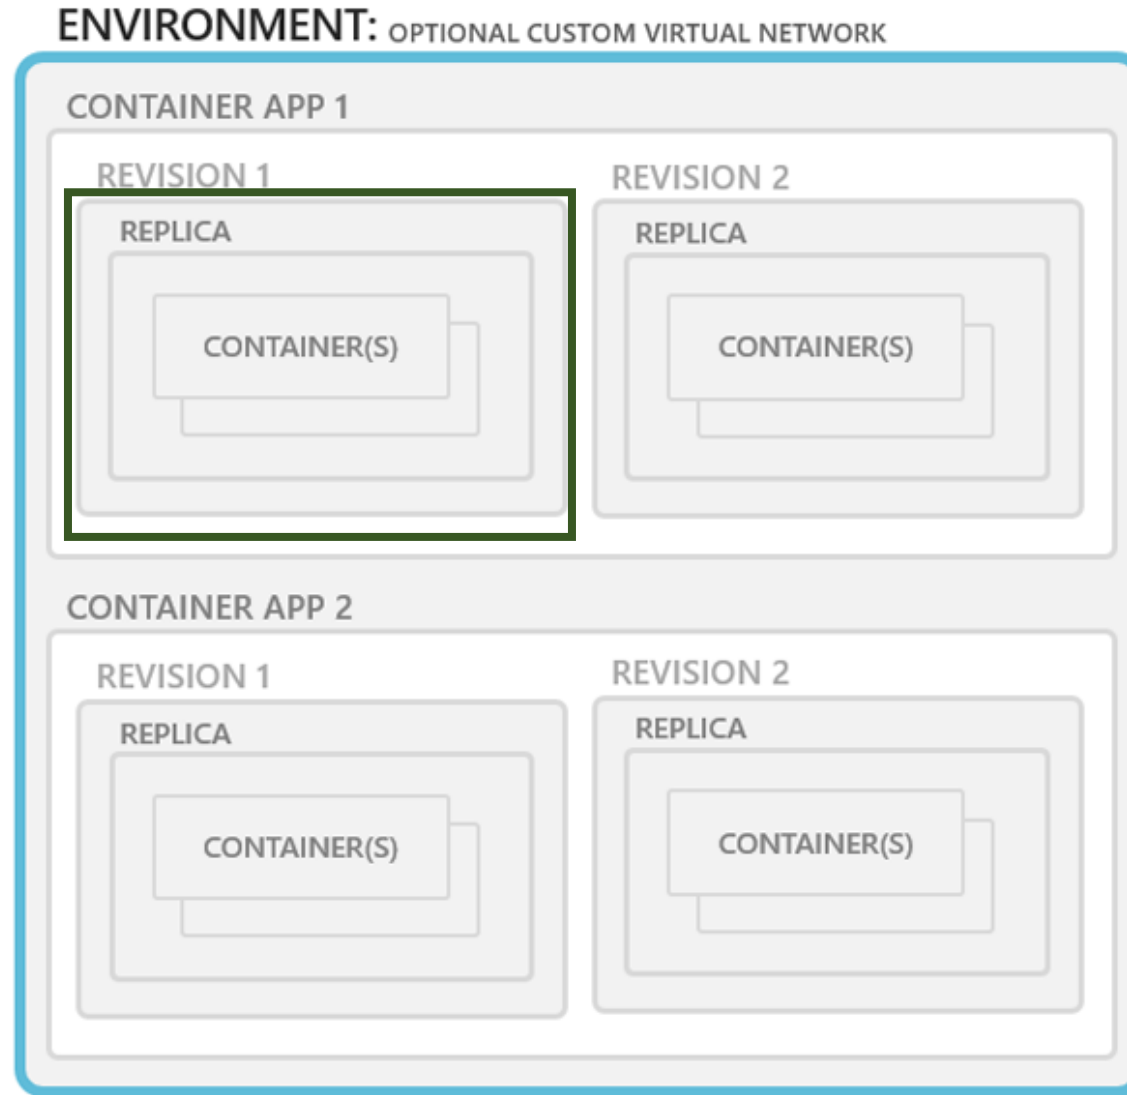 ENVIRONMENT: OPTIONAL CUSTOM VIRTUAL NETWORK
CONTAINER APP 1
REVISION 1
REPLICA
CONTAINER(S)
REVISION 2
REPLICA
CONTAINER(S)
CONTAINER APP 2
REVISION 1
REPLICA
CONTAINER(S)
REVISION 2
REPLICA
CONTAINER(S)